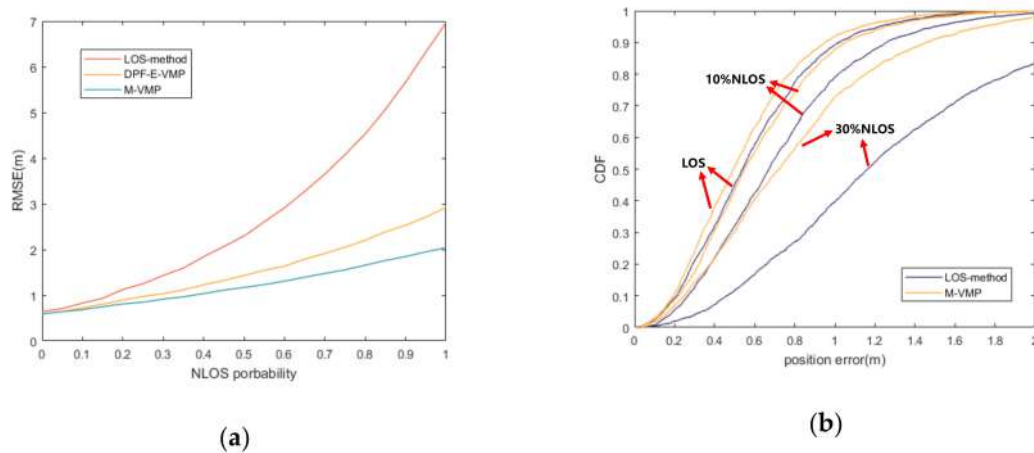 7
6
5
4
3
2
1
0
RMSE(m)
LOS-method
DPF-E-VMP
M-VMP
0 0.1 0.2 0.3 0.4 0.5 0.6 0.7 0.8 0.9 1
NLOS porbability
(a)
1
0.9
0.8
0.7
0.6
0.5
0.4
0.3
0.2
0.1
0
CDF
10%NLOS
30%NLOS
LOS
LOS-method
M-VMP
0 0.2 0.4 0.6 0.8 1 1.2 1.4 1.6 1.8 2
position error(m)
(b)